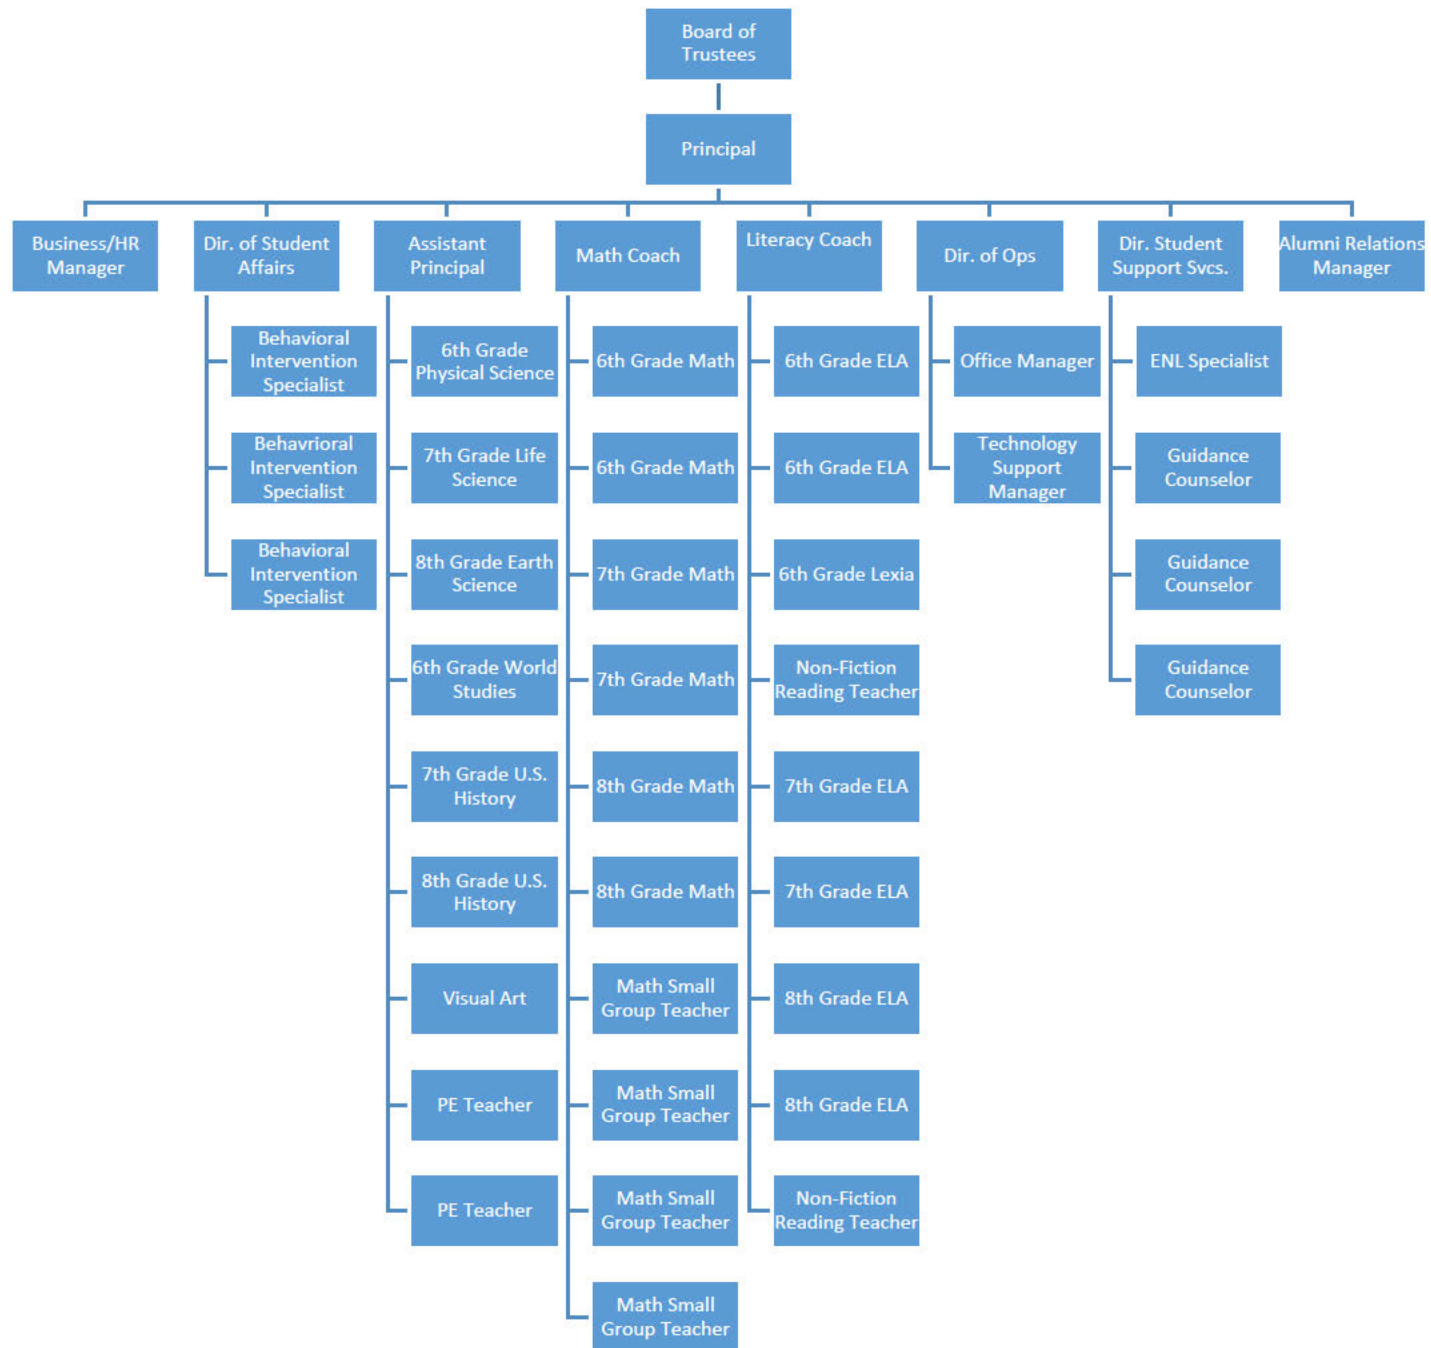 Board of
Trustees
Principal
Business/HR
Manager
Dir. of Student
Affairs
Assistant
Principal
Math Coach
Literacy Coach
Dir. of Ops
Dir. Student
Support Svcs.
Alumni Relations
Manager
Behavioral
Intervention
Specialist
Behavrioral
Intervention
Specialist
Behavioral
Intervention
Specialist
6th Grade
Physical Science
7th Grade Life
Science
8th Grade Earth
Science
6th Grade World
Studies
7th Grade U.S.
History
8th Grade U.S.
History
Visual Art
PE Teacher
PE Teacher
6th Grade Math
6th Grade Math
7th Grade Math
7th Grade Math
8th Grade Math
8th Grade Math
Math Small
Group Teacher
Math Small
Group Teacher
Math Small
Group Teacher
Math Small
Group Teacher
6th Grade ELA
6th Grade ELA
6th Grade Lexia
Non-Fiction
Reading Teacher
7th Grade ELA
7th Grade ELA
8th Grade ELA
8th Grade ELA
Non-Fiction
Reading Teacher
Office Manager
Technology
Support
Manager
ENL Specialist
Guidance
Counselor
Guidance
Counselor
Guidance
Counselor